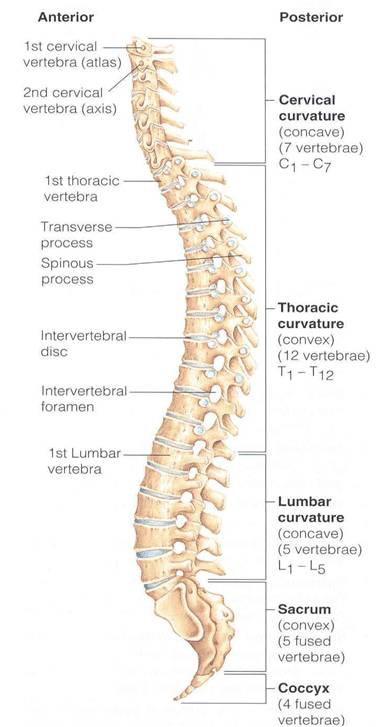 Anterior
Posterior
1st cervical
vertebra (atlas)
2nd cervical
vertebra (axis)
Cervical
curvature
(concave)
(7 vertebrae)
C1 – C7
1st thoracic
vertebra
Transverse
process
Spinous
process
Thoracic
curvature
(convex)
(12 vertebrae)
T1 – T12
Intervertebral
disc
Intervertebral
foramen
1st Lumbar
vertebra
Lumbar
curvature
(concave)
(5 vertebrae)
L1 – L5
Sacrum
(convex)
(5 fused
vertebrae)
Coccyx
(4 fused
vertebrae)